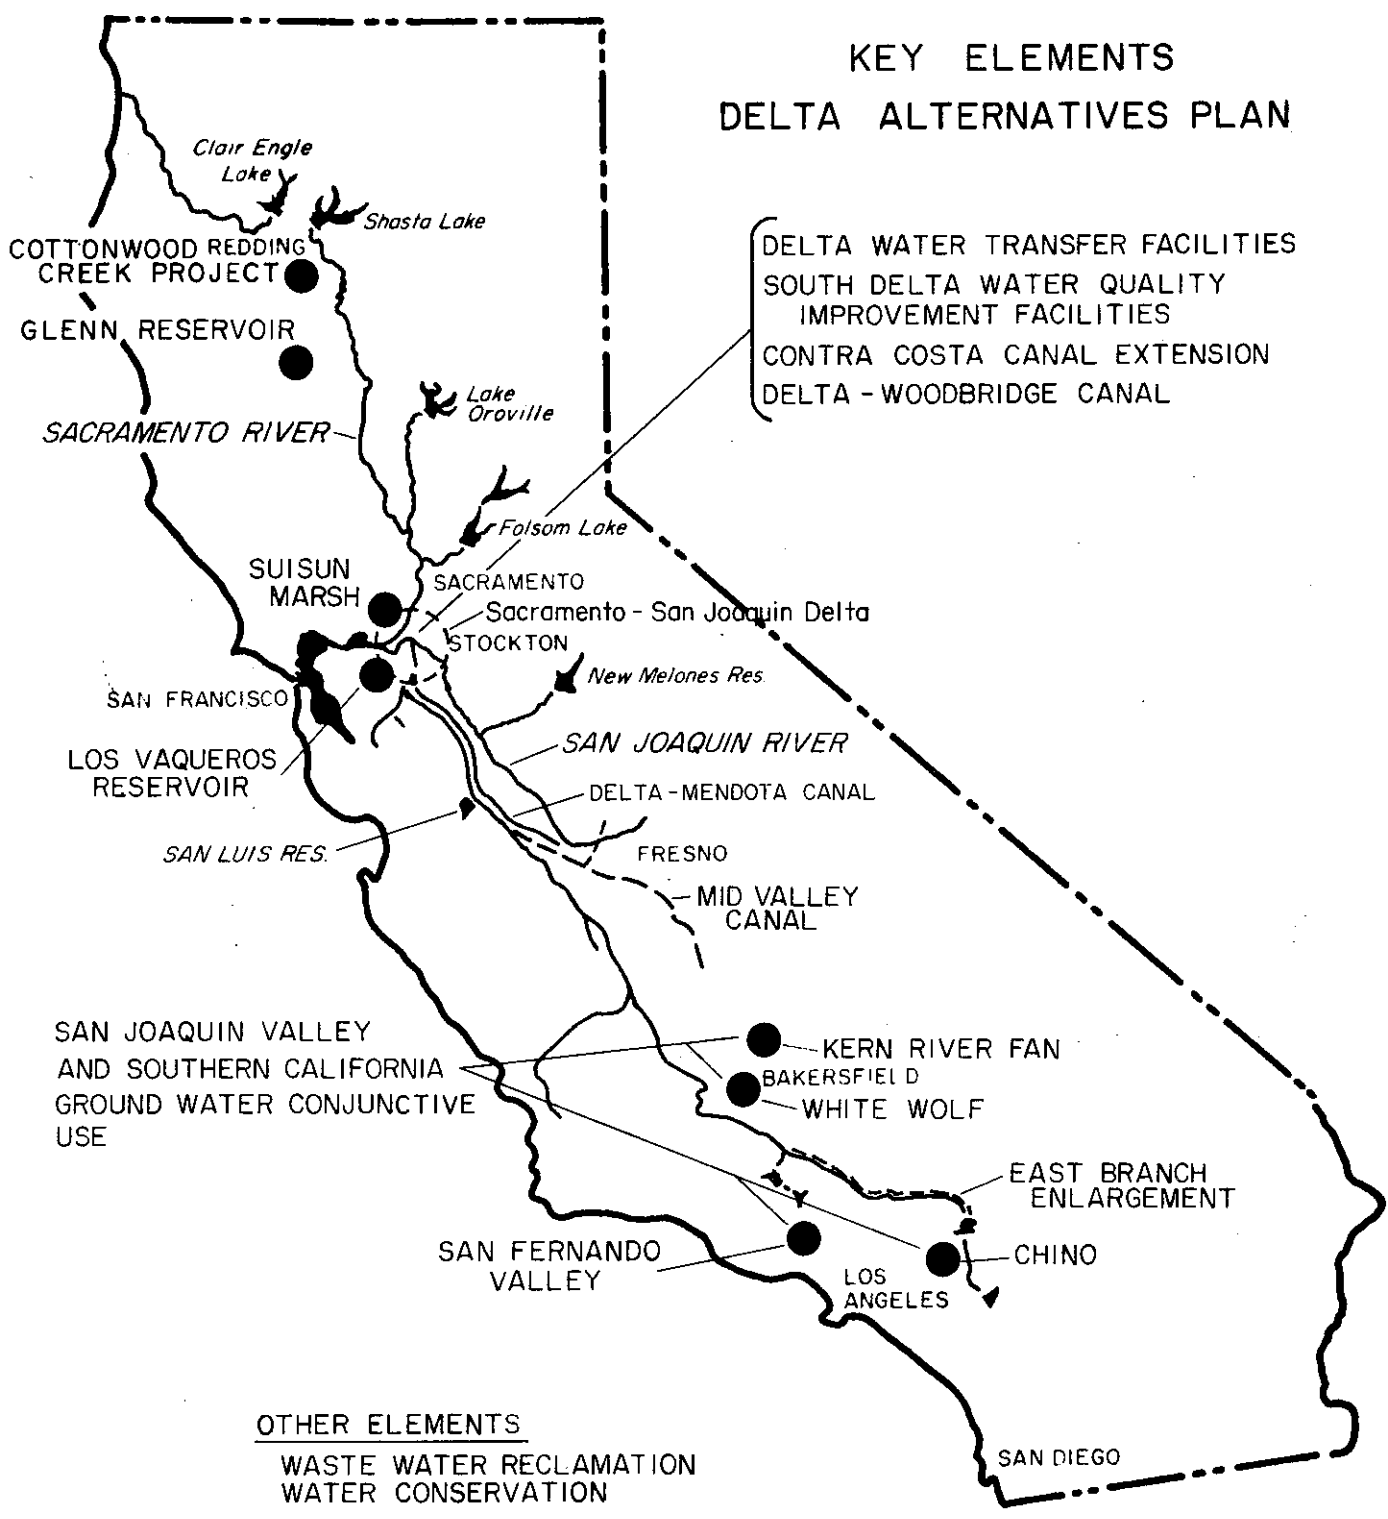 KEY ELEMENTS
DELTA ALTERNATIVES PLAN
Clair Engle
Lake
Shasta Lake
COTTONWOOD REDDING
CREEK PROJECT
GLENN RESERVOIR
DELTA WATER TRANSFER FACILITIES
SOUTH DELTA WATER QUALITY
IMPROVEMENT FACILITIES
CONTRA COSTA CANAL EXTENSION
DELTA - WOODBRIDGE CANAL
Lake
Oroville
SACRAMENTO RIVER
Folsom Lake
SUISUN
MARSH
SACRAMENTO
Sacramento - San Joaquin Delta
STOCKTON
New Melones Res.
SAN FRANCISCO
SAN JOAQUIN RIVER
LOS VAQUEROS
RESERVOIR
DELTA - MENDOTA CANAL
SAN LUIS RES.
FRESNO
MID VALLEY
CANAL
SAN JOAQUIN VALLEY
AND SOUTHERN CALIFORNIA
GROUND WATER CONJUNCTIVE
USE
KERN RIVER FAN
BAKERSFIELD
WHITE WOLF
EAST BRANCH
ENLARGEMENT
SAN FERNANDO
VALLEY
CHINO
LOS
ANGELES
OTHER ELEMENTS
WASTE WATER RECLAMATION
WATER CONSERVATION
SAN DIEGO